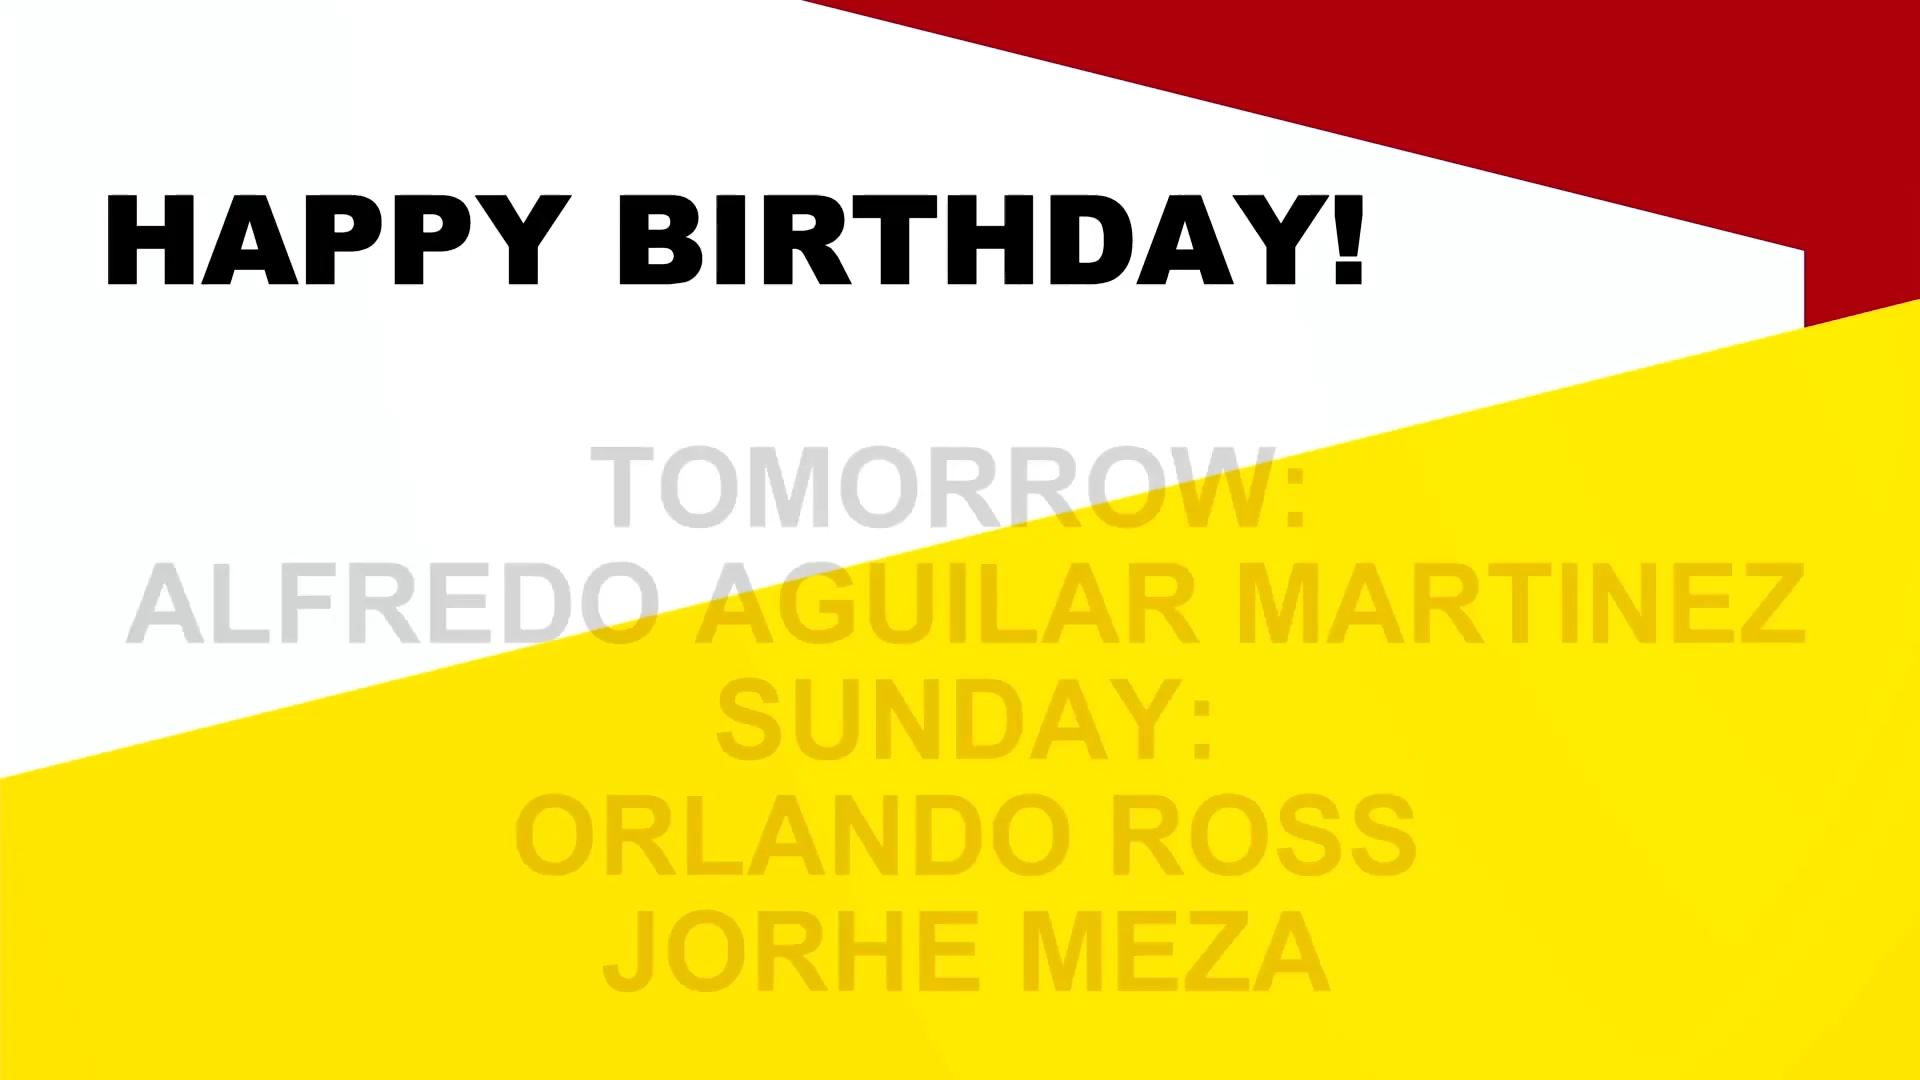 HAPPY BIRTHDAY!
TOMORROW:
ALFREDO AGUILAR MARTINEZ
SUNDAY:
ORLANDO ROSS
JORHE MEZA